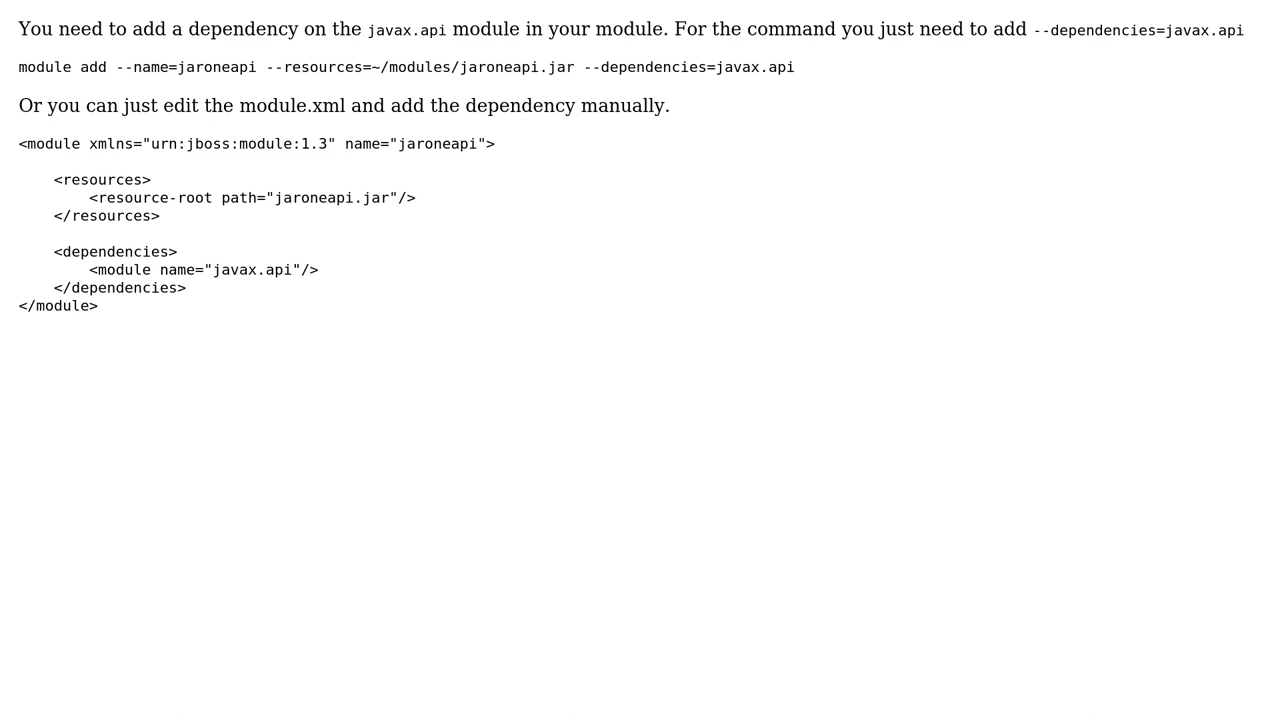 You need to add a dependency on the javax.api module in your module. For the command you just need to add --dependencies=javax.api
module add --name=jaroneapi --resources=~/modules/jaroneapi.jar --dependencies=javax.api
Or you can just edit the module.xml and add the dependency manually.
<module xmlns="urn:jboss:module:1.3" name="jaroneapi">
    <resources>
        <resource-root path="jaroneapi.jar"/>
    </resources>
    <dependencies>
        <module name="javax.api"/>
    </dependencies>
</module>